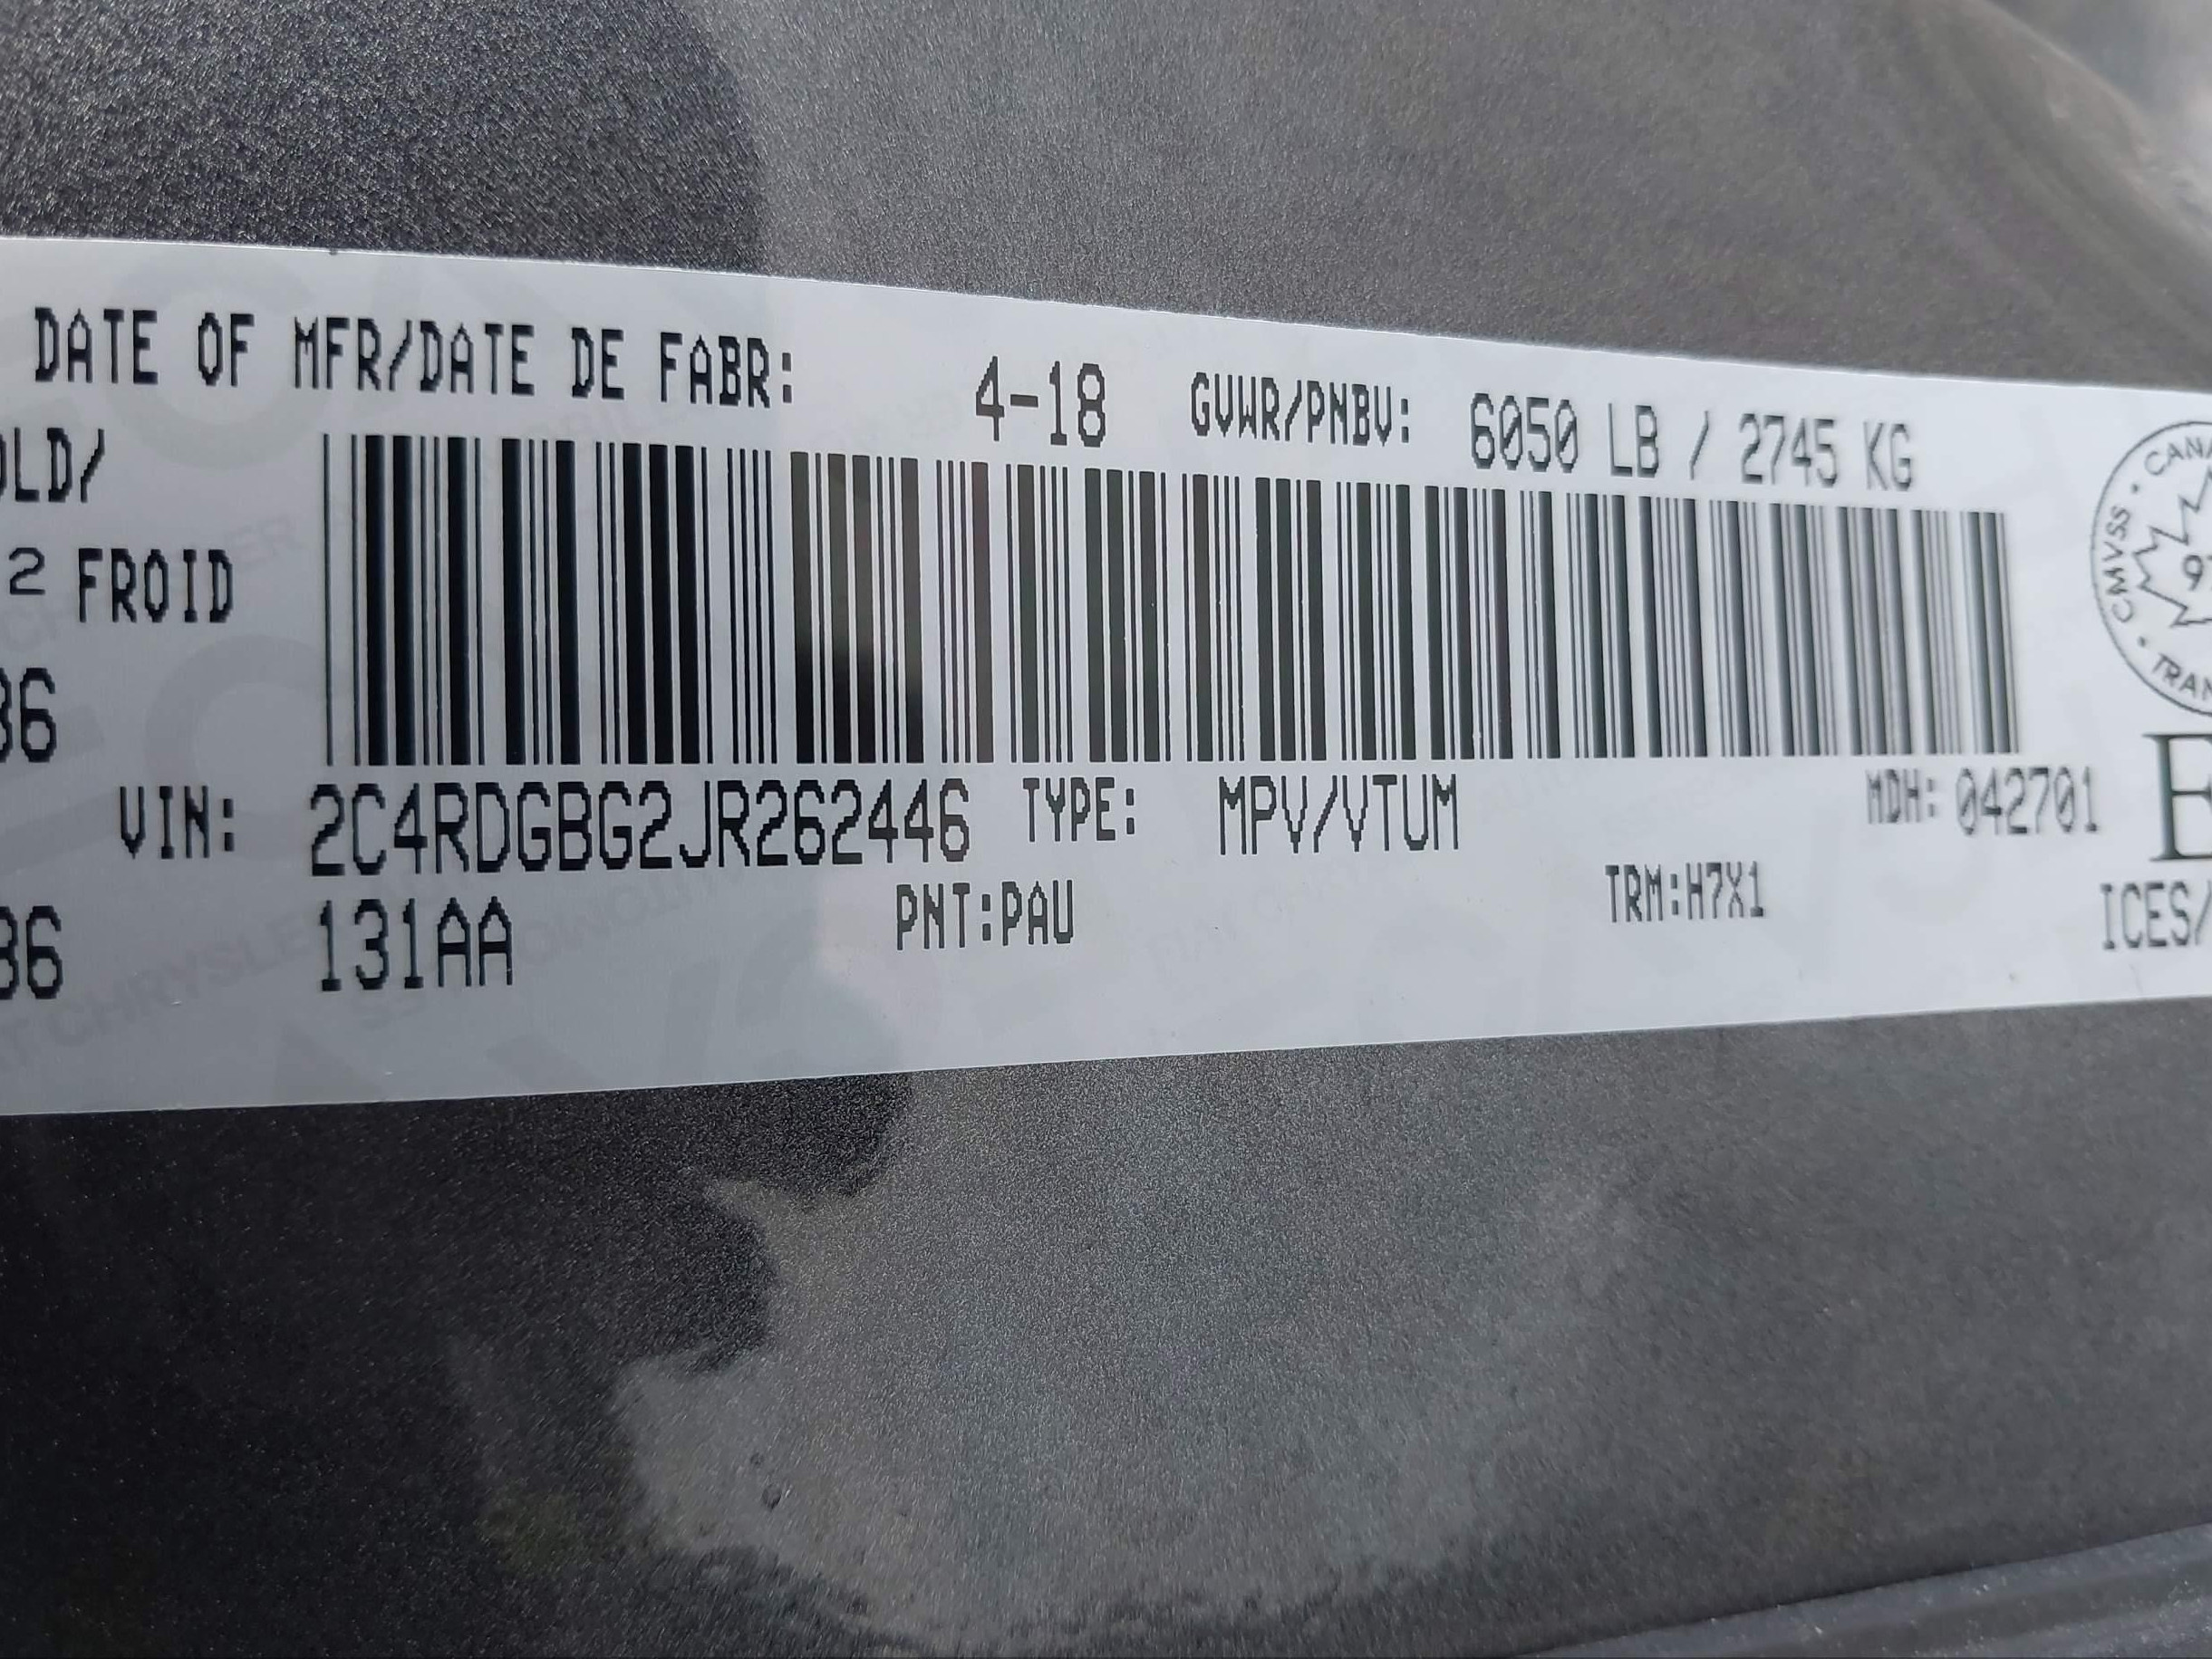 DATE OF MFR/DATE DE FABR: 4-18 GVWR/PNBV: 6050 LB / 2745 KG
OLD/
2 FROID
36
VIN: 2C4RDGBG2JR262446 TYPE: MPV/VTUM MDH: 042701
36 131AA PNT:PAU TRM:H7X1 ICES/
CMVSS